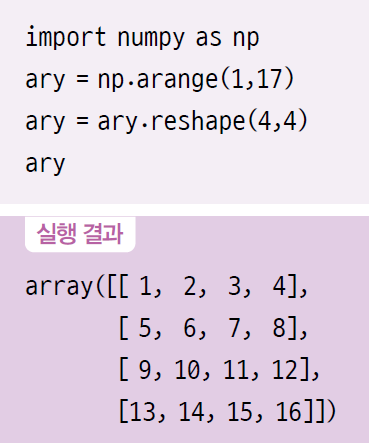 import numpy as np
ary = np.arange(1,17)
ary = ary.reshape(4,4)
ary
실행 결과
array([[ 1, 2, 3, 4],
[ 5, 6, 7, 8],
[ 9, 10, 11, 12],
[13, 14, 15, 16]])